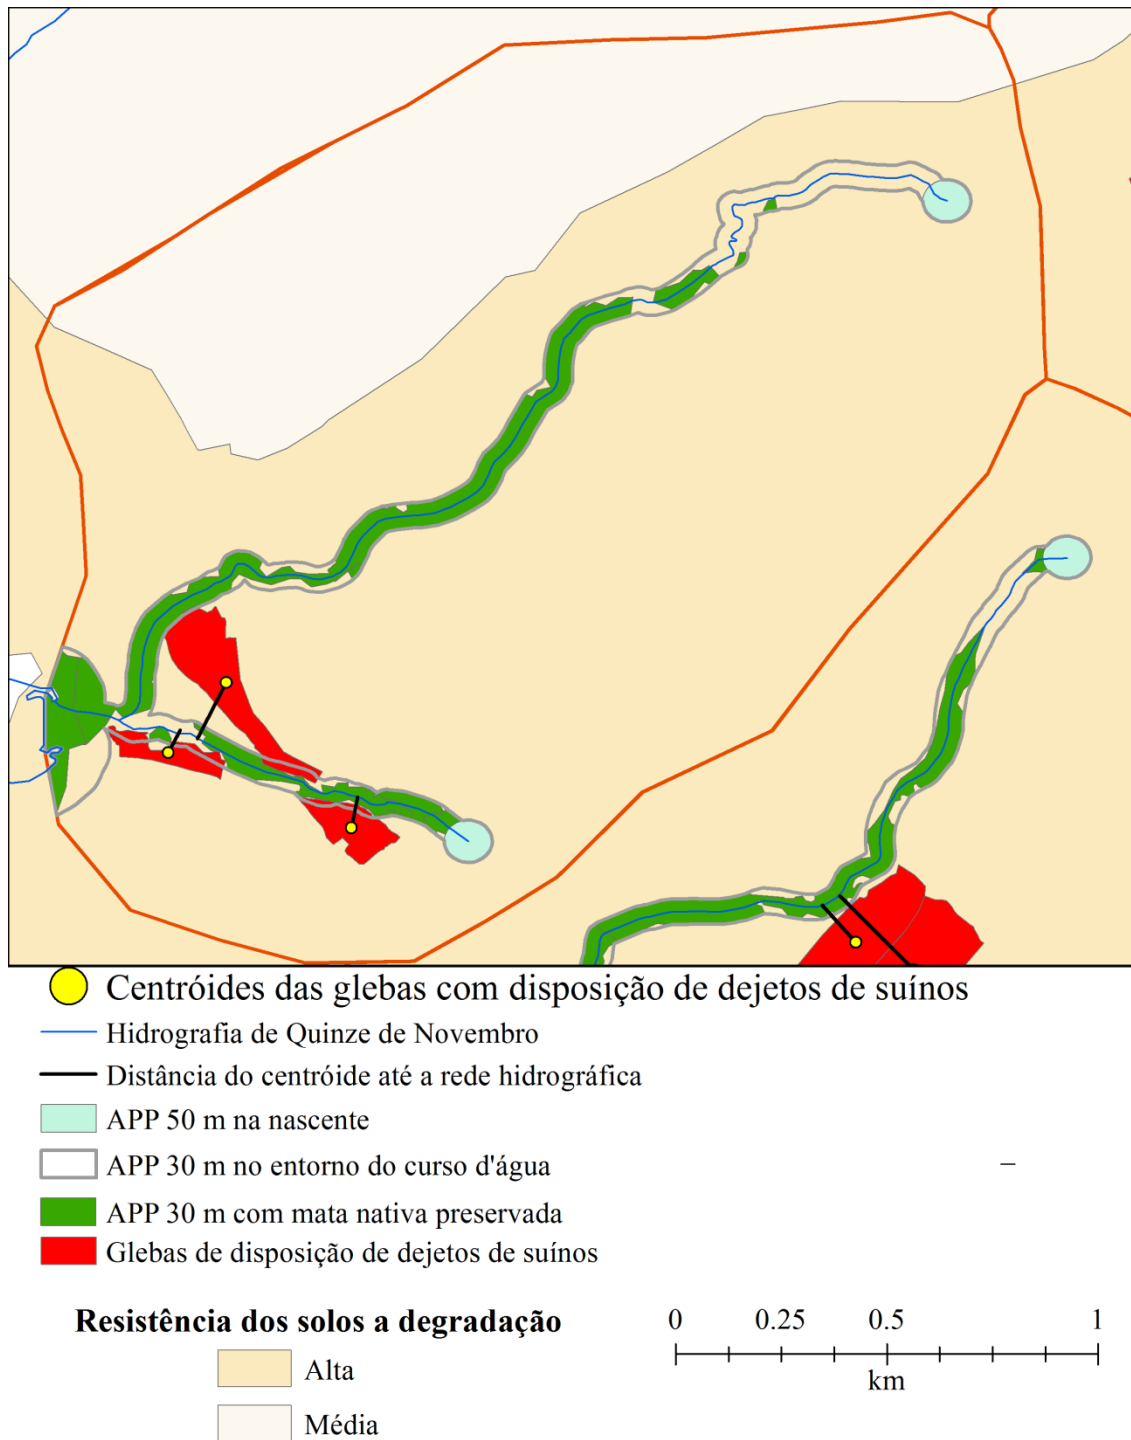 Centróides das glebas com disposição de dejetos de suínos
Hidrografia de Quinze de Novembro
Distância do centróide até a rede hidrográfica
APP 50 m na nascente
APP 30 m no entorno do curso d'água
APP 30 m com mata nativa preservada
Glebas de disposição de dejetos de suínos
Resistência dos solos a degradação
Alta
Média
0 0.25 0.5 1
km